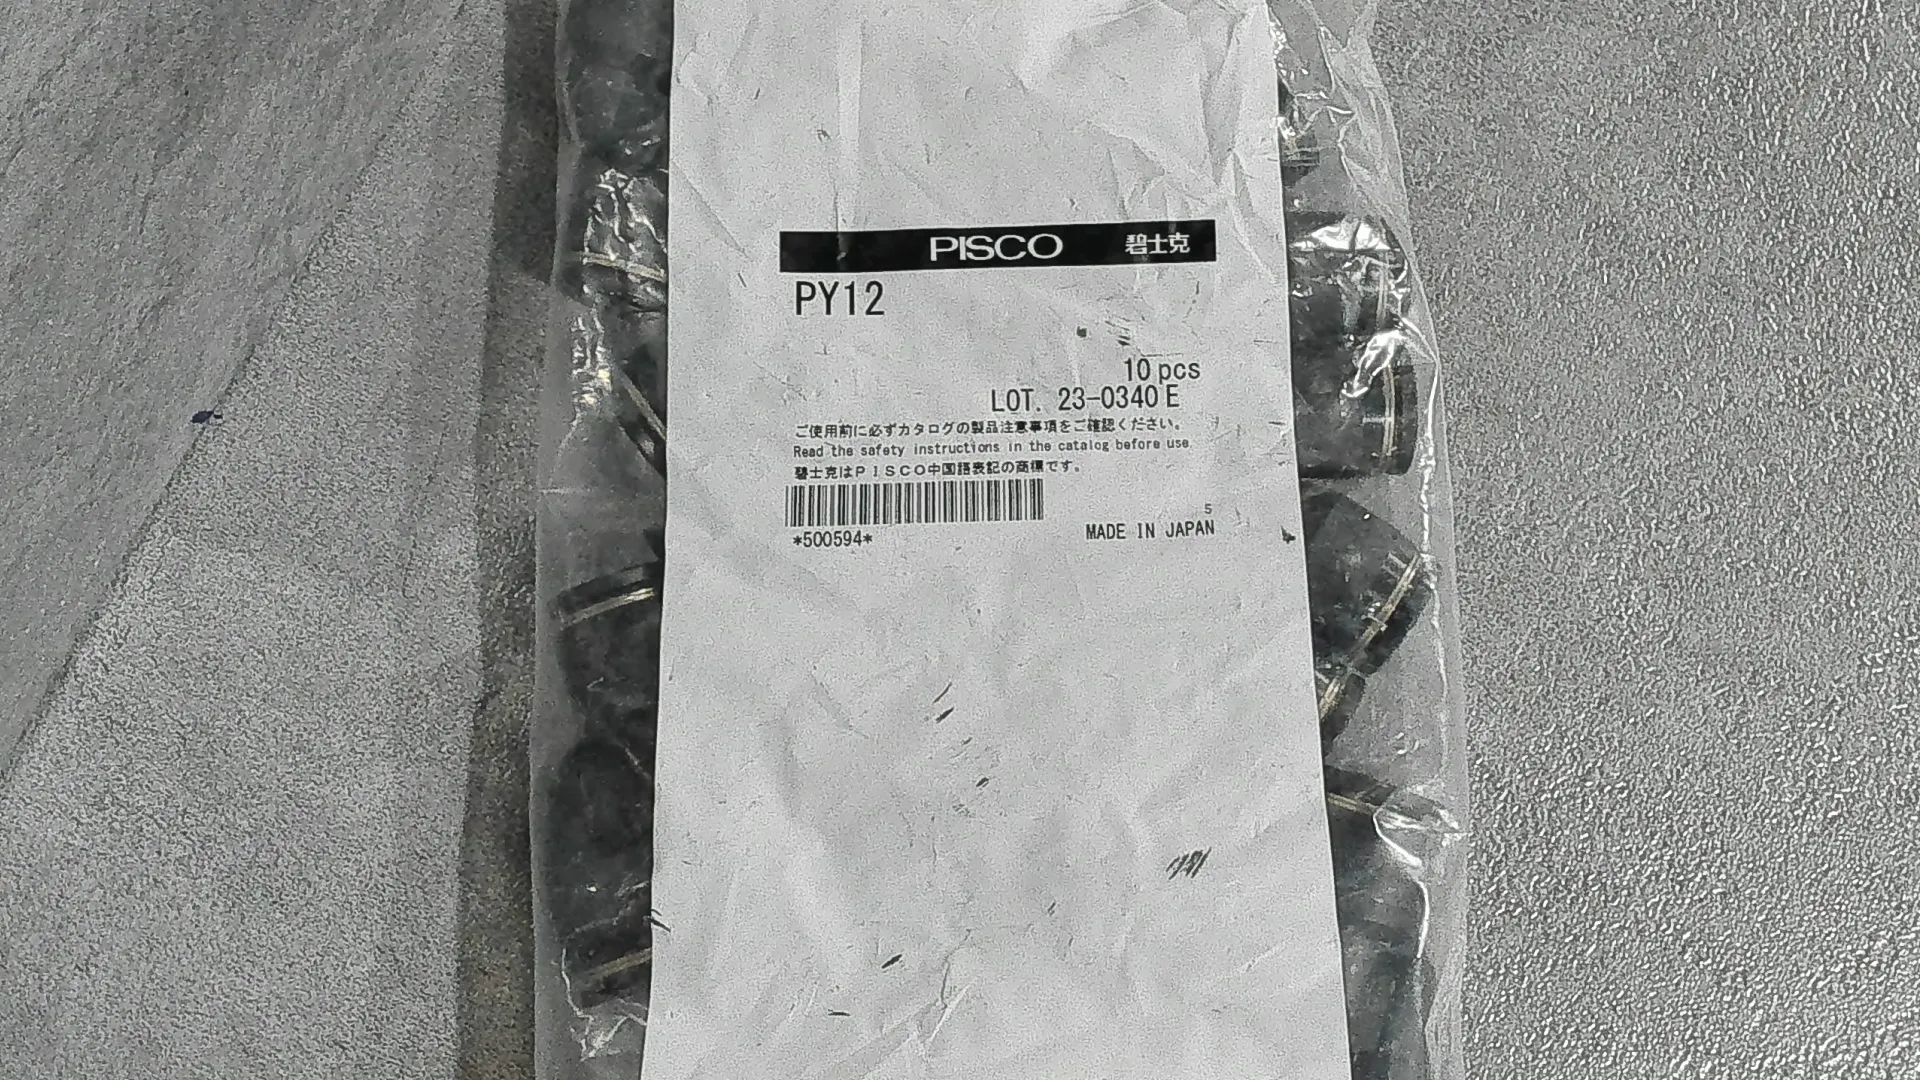 PISCO 碧士克
PY12
10 pcs
LOT. 23-0340 E
ご使用前に必ずカタログの製品注意事項をご確認ください。
Read the safety instructions in the catalog before use.
碧士克はPISCO中国語表記の商標です。
5
*500594*
MADE IN JAPAN